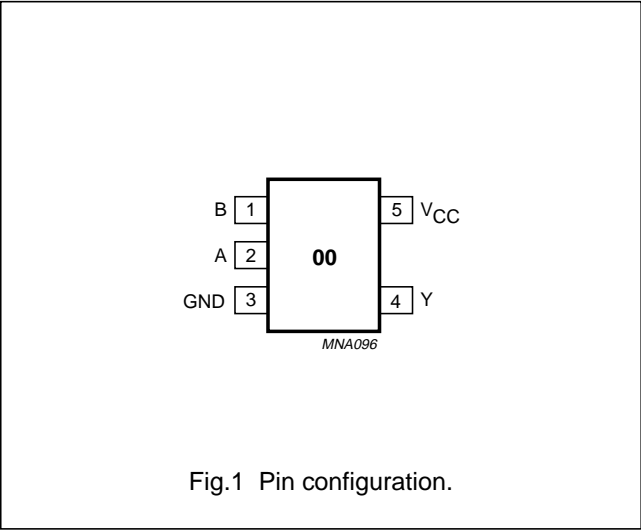 B 1 5 VCC
A 2 00
GND 3 4 Y
MNA096
Fig.1 Pin configuration.